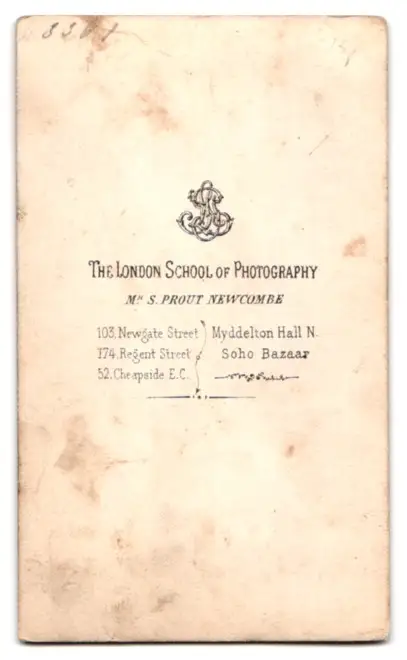 8301
THE LONDON SCHOOL OF PHOTOGRAPHY
MR S. PROUT NEWCOMBE
103, Newgate Street Myddelton Hall N.
174, Regent Street & Soho Bazaar
52, Cheapside E.C.